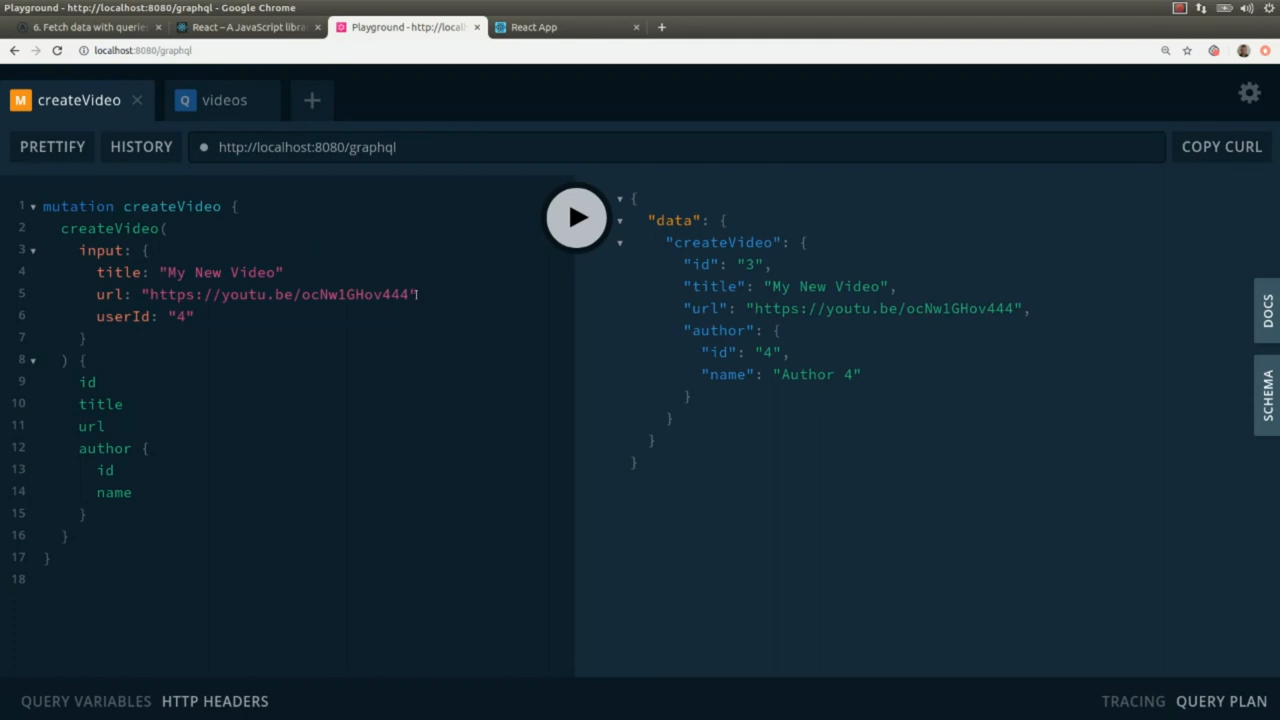 Playground - http://localhost:8080/graphql - Google Chrome
6. Fetch data with querie
React – A JavaScript libra
Playground - http://local
React App
localhost:8080/graphql
M createVideo
Q videos
PRETTIFY
HISTORY
http://localhost:8080/graphql
COPY CURL
1 mutation createVideo {
2 createVideo(
3 input: {
4 title: "My New Video"
5 url: "https://youtu.be/ocNw1GHov444"
6 userId: "4"
7 }
8 ) {
9 id
10 title
11 url
12 author {
13 id
14 name
15 }
16 }
17 }
18
{
"data": {
"createVideo": {
"id": "3",
"title": "My New Video",
"url": "https://youtu.be/ocNw1GHov444",
"author": {
"id": "4",
"name": "Author 4"
}
}
}
}
DOCS
SCHEMA
QUERY VARIABLES HTTP HEADERS
TRACING QUERY PLAN